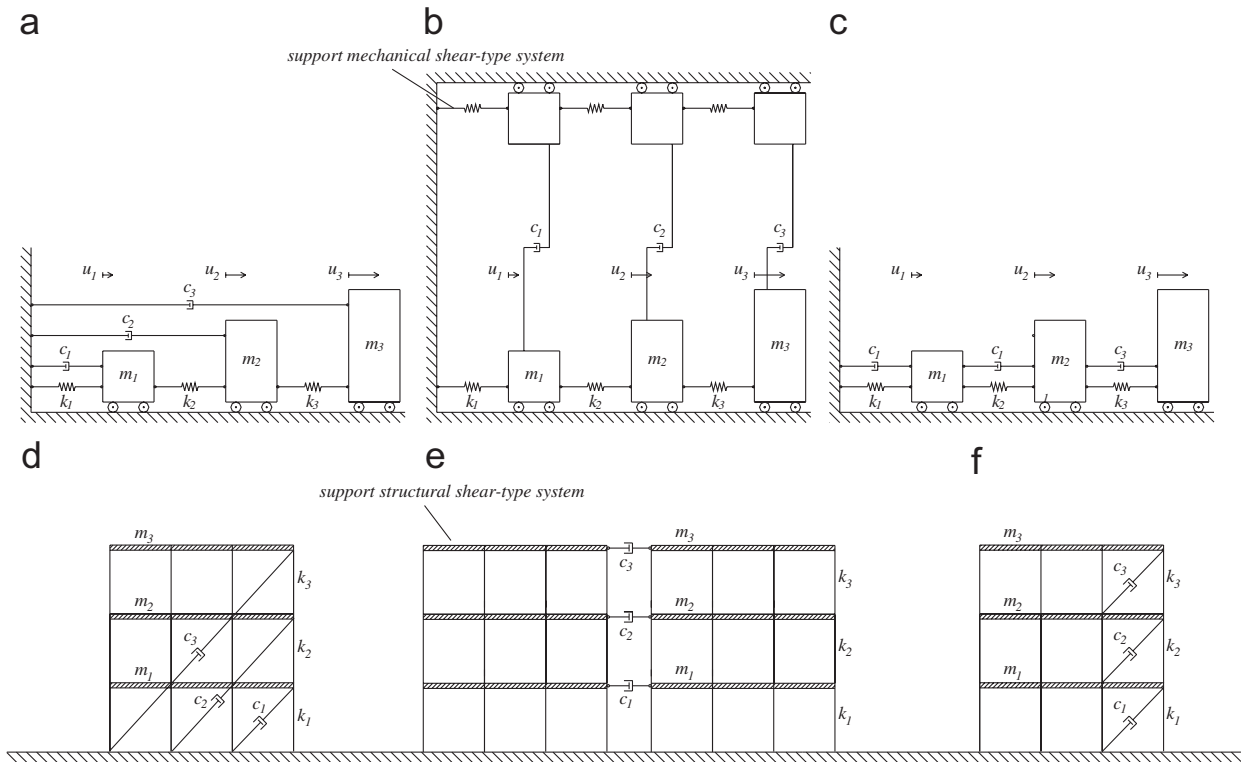 a
b
c
support mechanical shear-type system
c1
c2
c3
u1
u2
u3
u1
u2
u3
u1
u2
u3
c3
c2
c1
m1
m2
m3
k1
k2
k3
m1
m2
m3
k1
k2
k3
c1
c1
c3
m1
m2
m3
k1
k2
1
k3
d
e
f
support structural shear-type system
m3
k3
m2
c3
k2
m1
c2
c1
k1
c3
m3
k3
c2
m2
k2
c1
m1
k1
m3
c3
k3
m2
c2
k2
m1
c1
k1